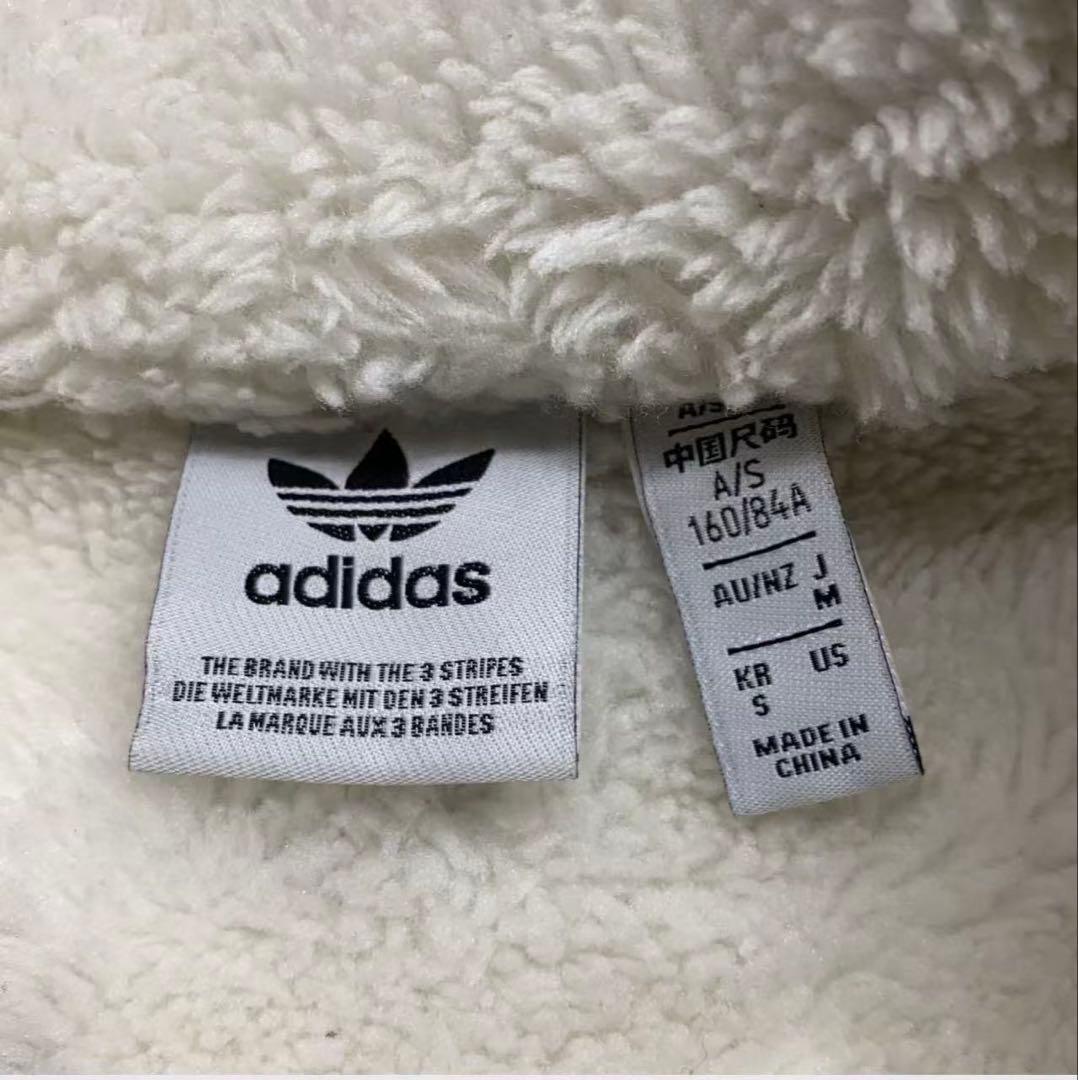 adidas
THE BRAND WITH THE 3 STRIPES
DIE WELTMARKE MIT DEN 3 STREIFEN
LA MARQUE AUX 3 BANDES
A/S
中国尺码
A/S
160/84A
AU/NZ J
M
KR US
S
MADE IN
CHINA